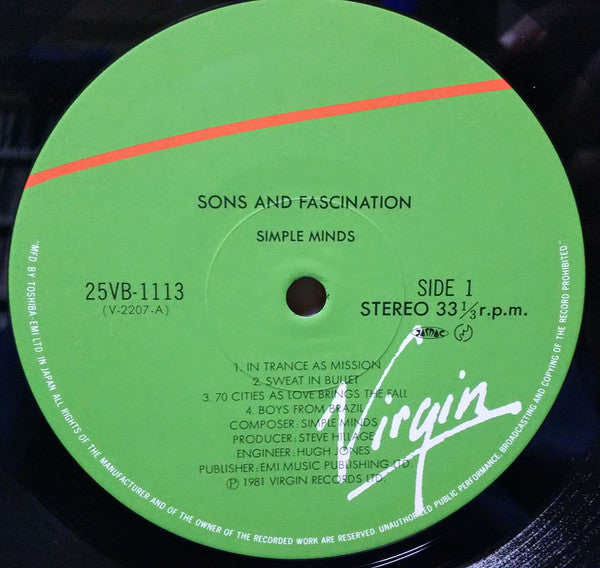 SONS AND FASCINATION
SIMPLE MINDS
25VB-1113
(V-2207-A)
SIDE 1
STEREO 33 1/3 r.p.m.
JASRAC
1. IN TRANCE AS MISSION
2. SWEAT IN BULLET
3. 70 CITIES AS LOVE BRINGS THE FALL
4. BOYS FROM BRAZIL
COMPOSER: SIMPLE MINDS
PRODUCER: STEVE HILLAGE
ENGINEER: HUGH JONES
PUBLISHER: EMI MUSIC PUBLISHING LTD.
Ⓟ 1981 VIRGIN RECORDS LTD.
Virgin
"MFD BY TOSHIBA EMI LTD IN JAPAN ALL RIGHTS OF THE MANUFACTURER AND OF THE OWNER OF THE RECORDED WORK ARE RESERVED. UNAUTHORIZED PUBLIC PERFORMANCE, BROADCASTING AND COPYING OF THE RECORD PROHIBITED"